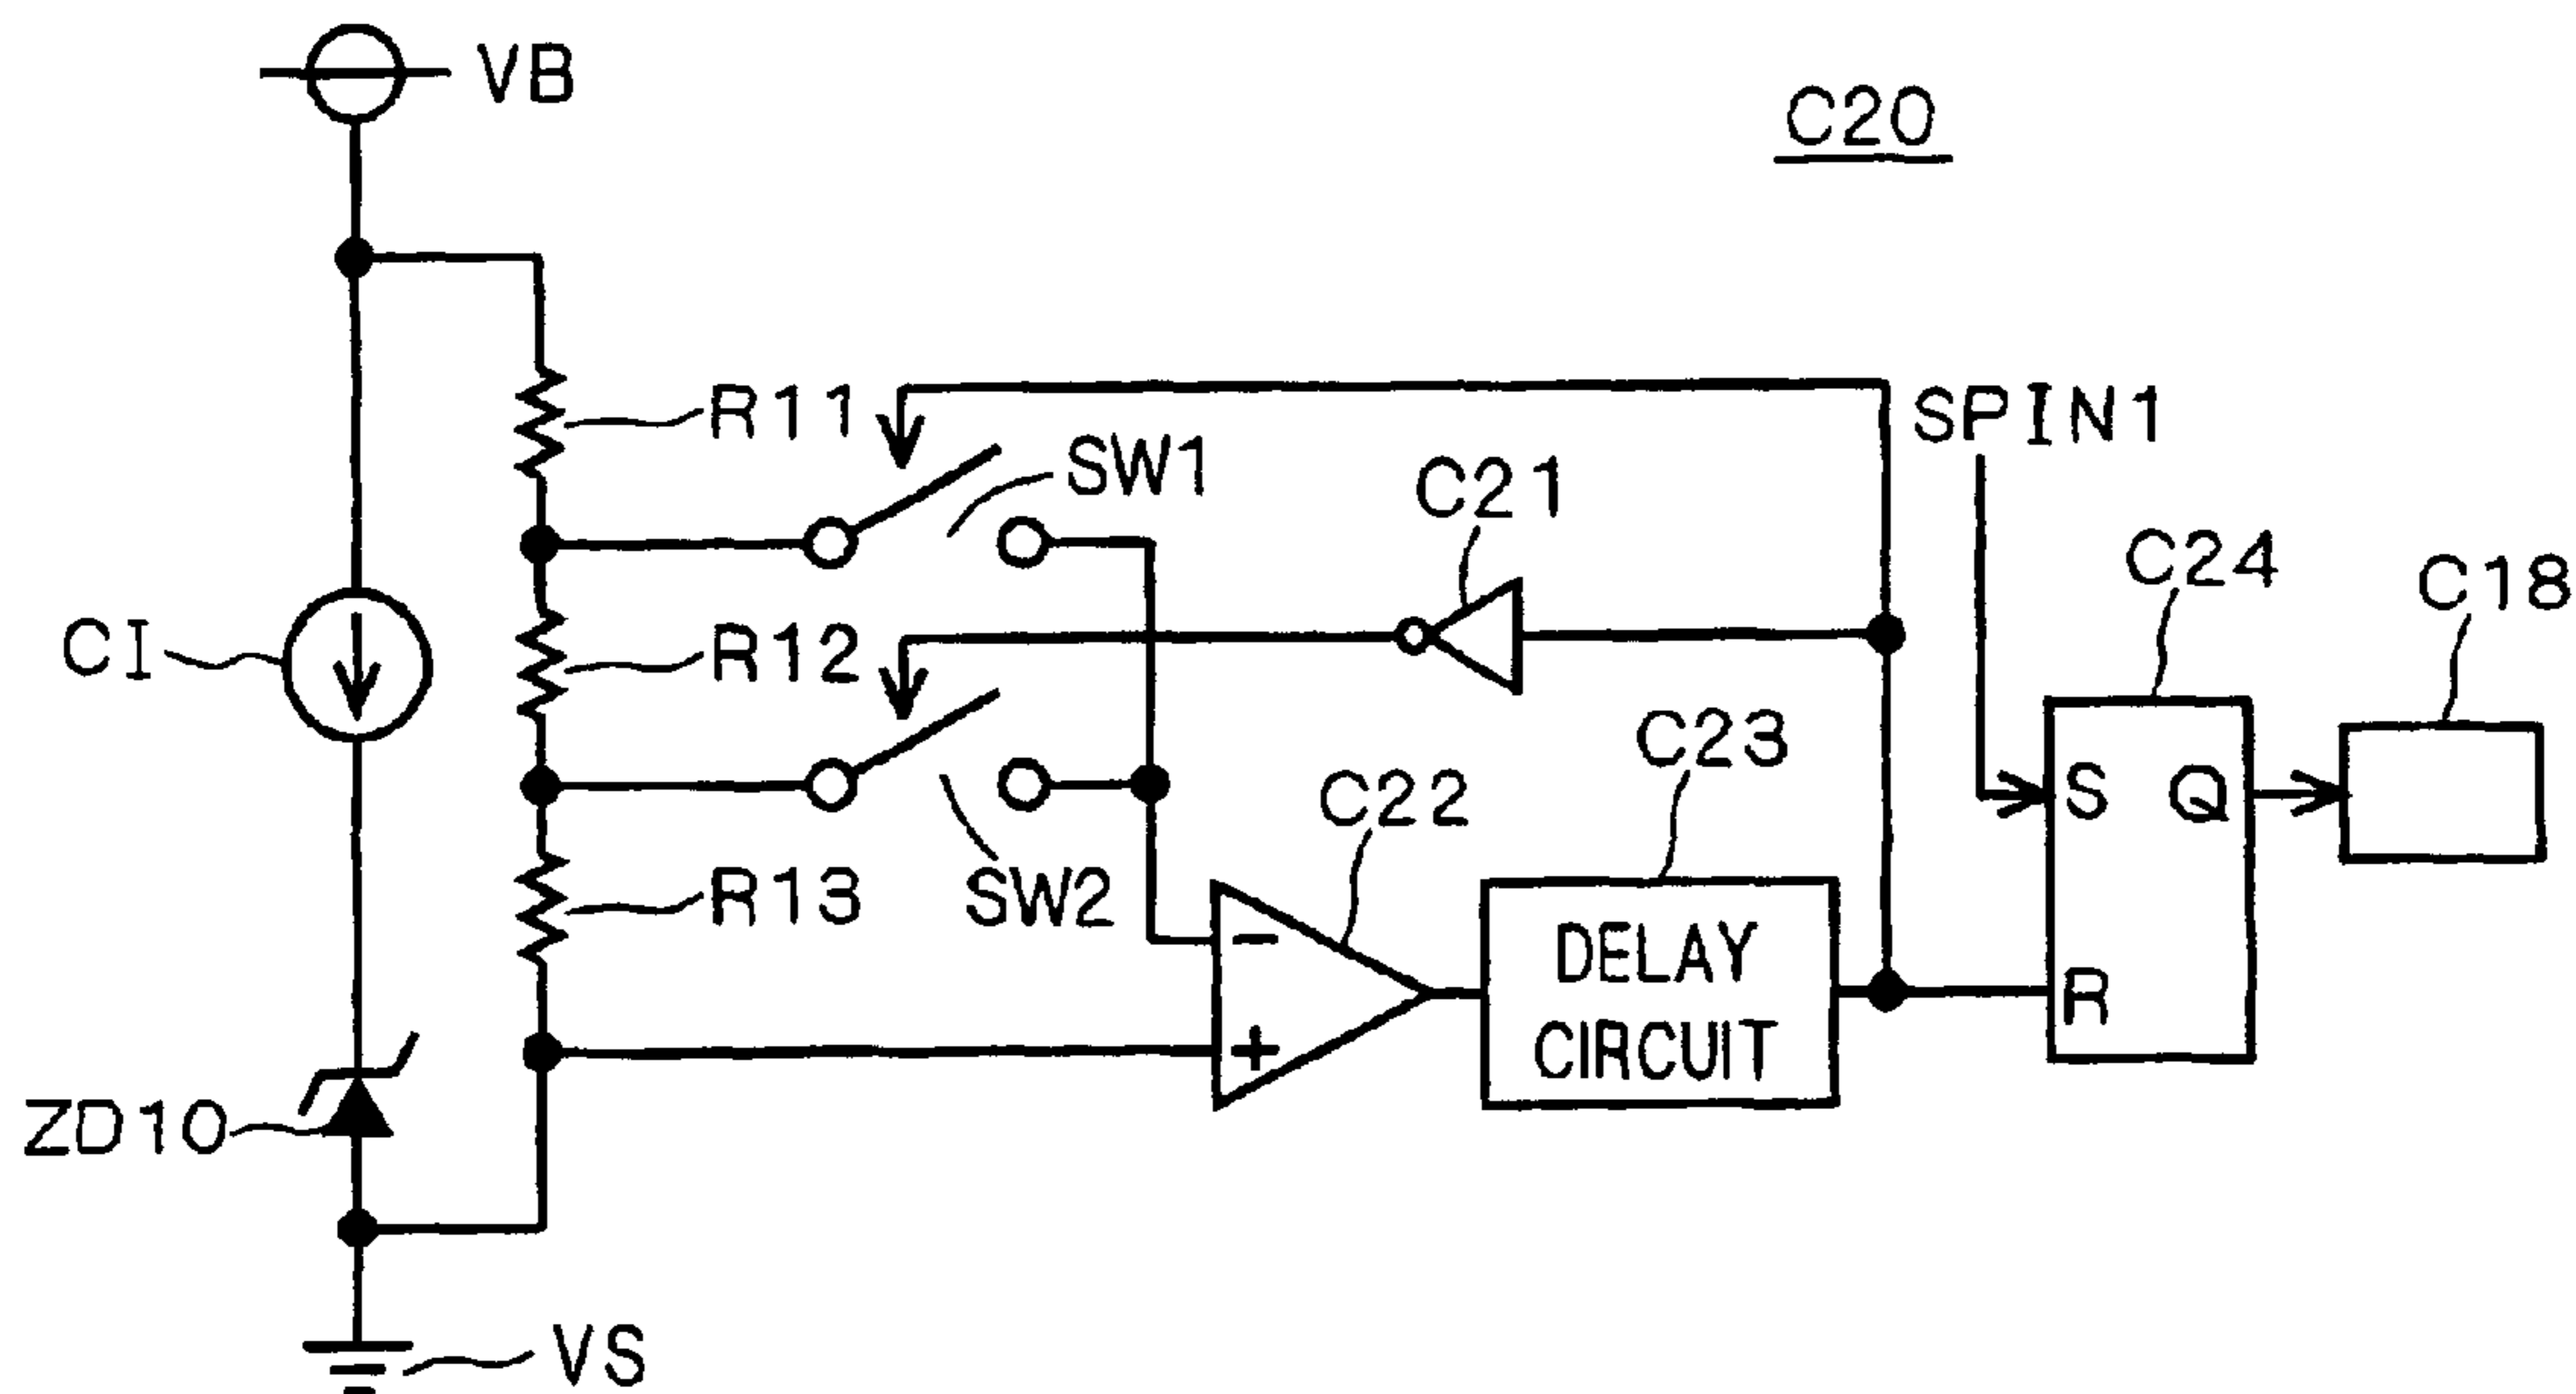 VB
C20
R11
SPIN1
SW1
C21
C24
C18
CI
R12
C23
C22
S Q
R13
SW2
-
DELAY
CIRCUIT
R
+
ZD10
VS